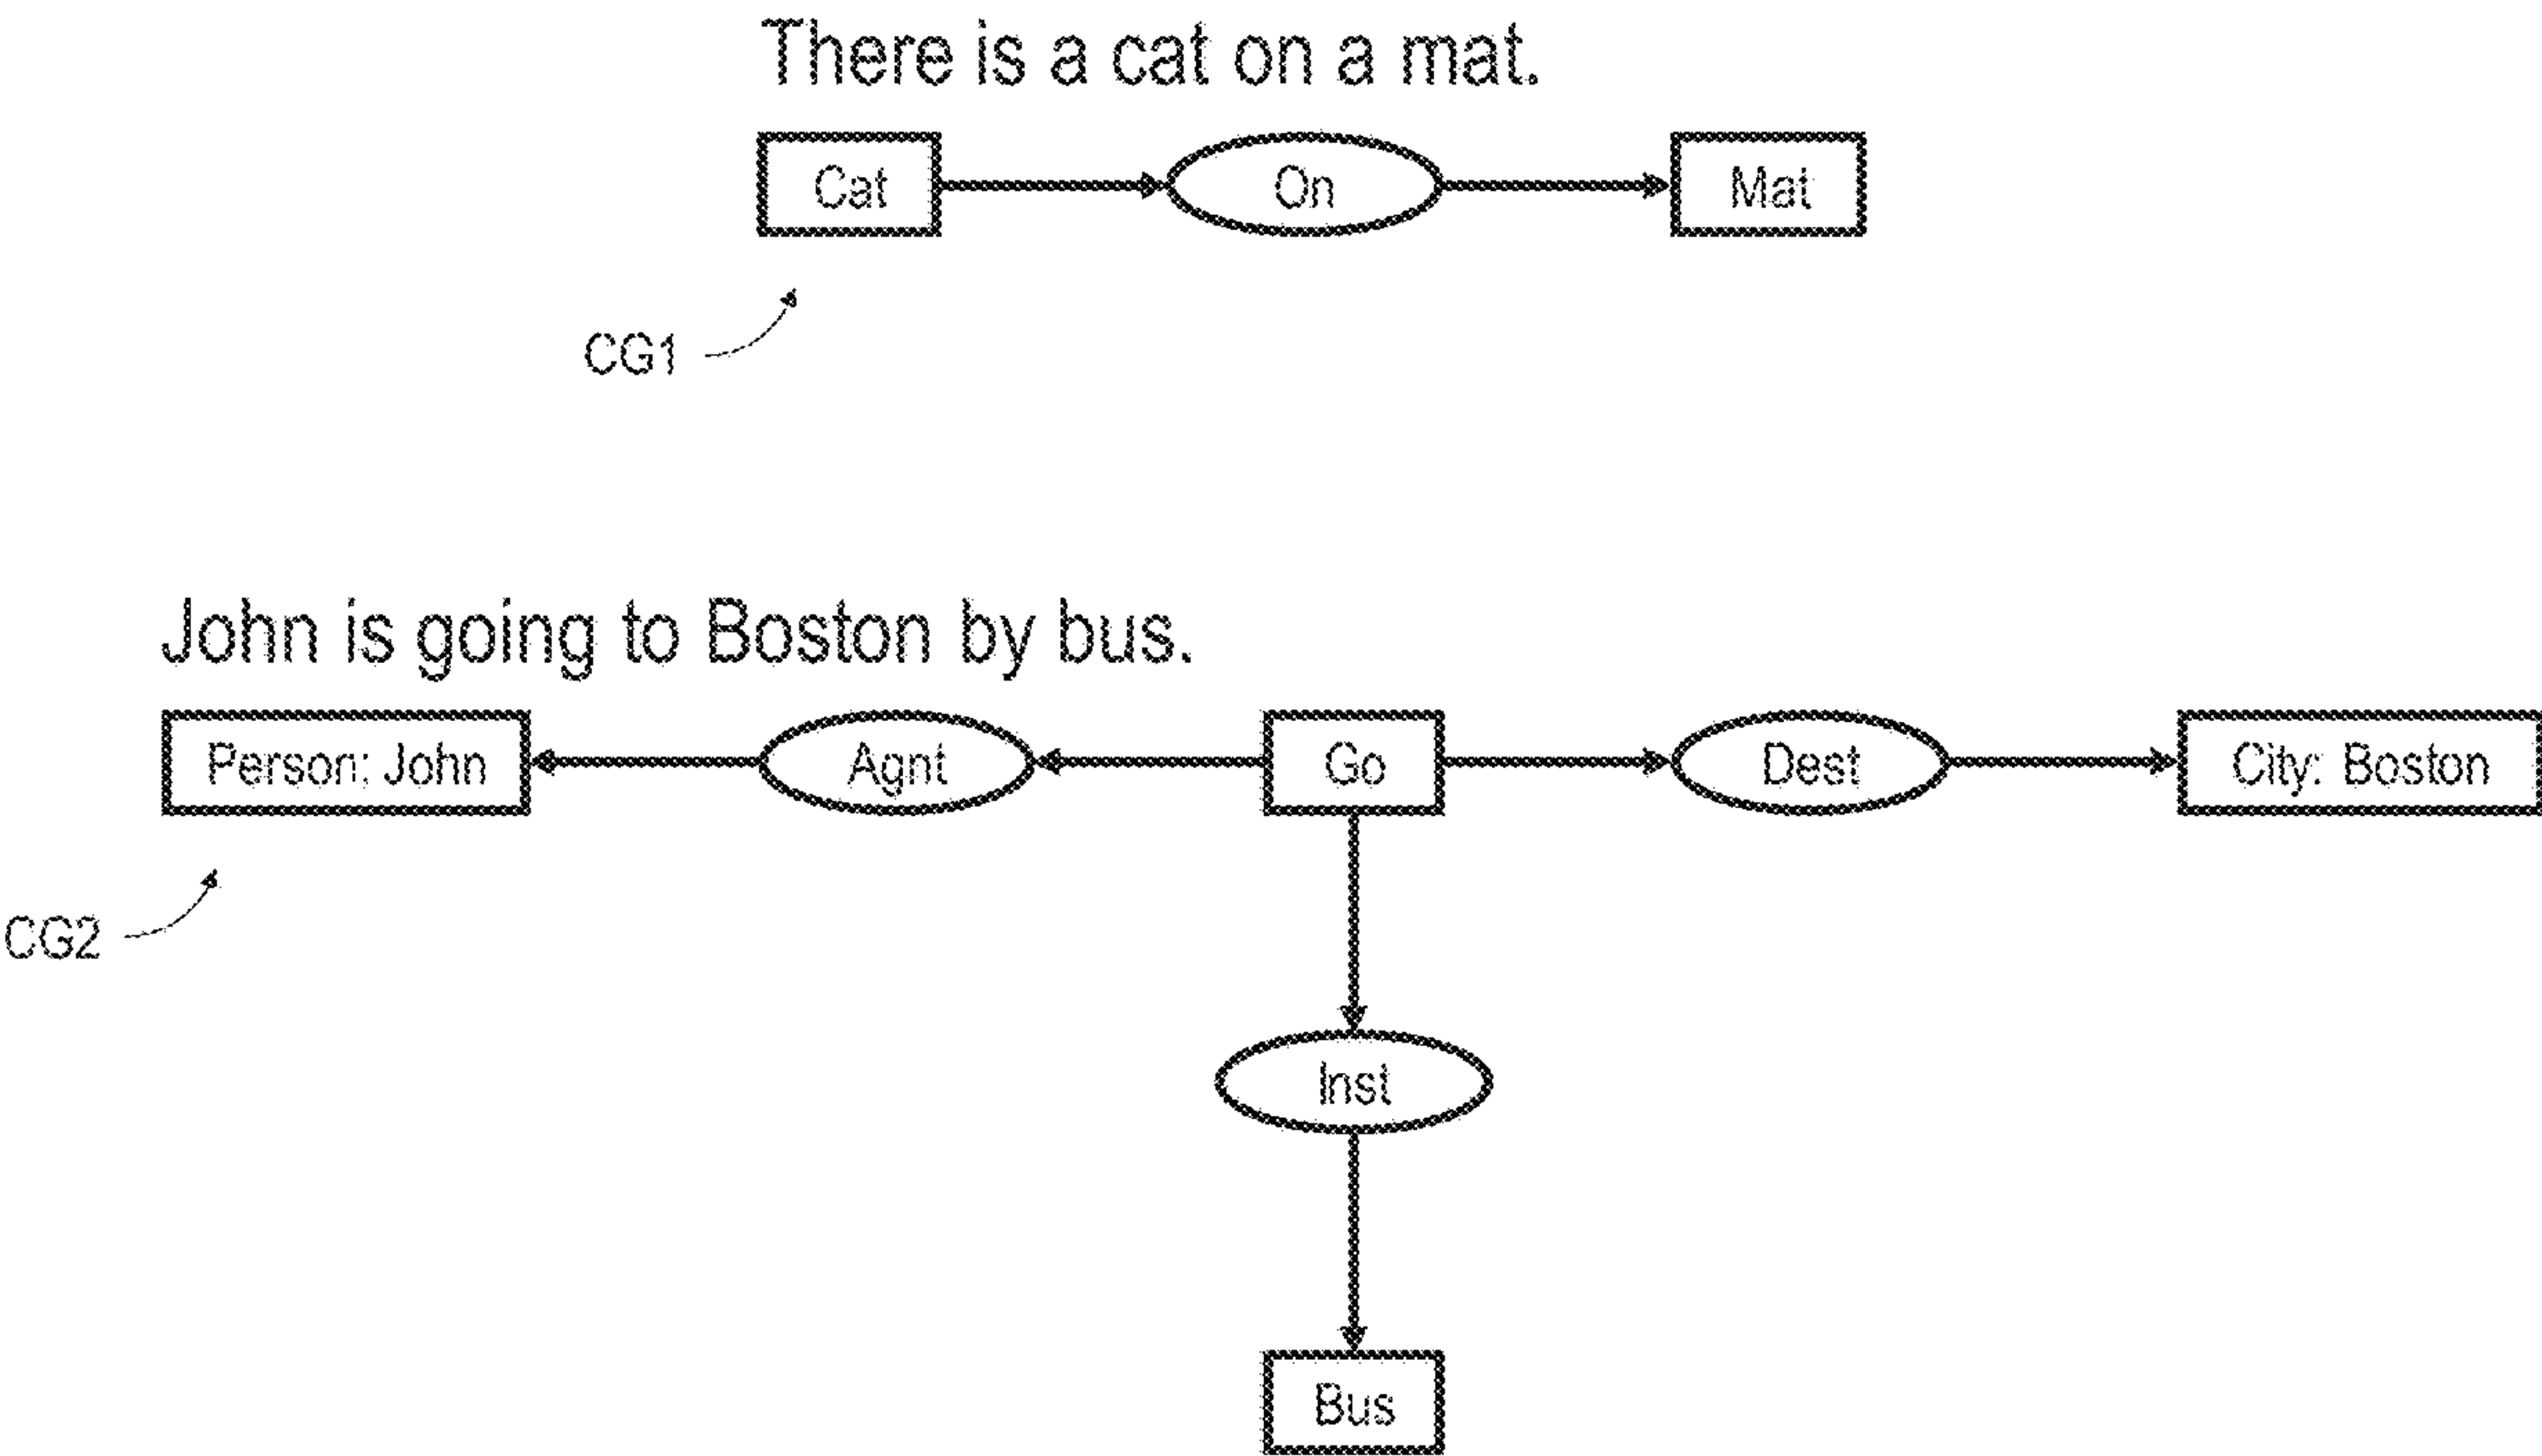 There is a cat on a mat.
Cat On Mat
CG1
John is going to Boston by bus.
Person: John Agnt Go Dest City: Boston
CG2
Inst
Bus